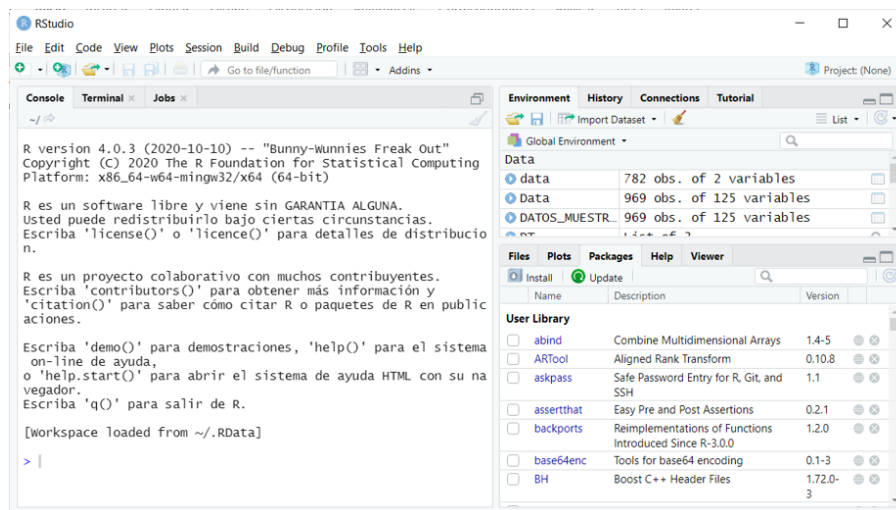 RStudio
File Edit Code View Plots Session Build Debug Profile Tools Help
Go to file/function Addins Project: (None)
Console Terminal Jobs
~/
R version 4.0.3 (2020-10-10) -- "Bunny-Wunnies Freak Out"
Copyright (C) 2020 The R Foundation for Statistical Computing
Platform: x86_64-w64-mingw32/x64 (64-bit)
R es un software libre y viene sin GARANTIA ALGUNA.
Usted puede redistribuirlo bajo ciertas circunstancias.
Escriba 'license()' o 'licence()' para detalles de distribucio
n.
R es un proyecto colaborativo con muchos contribuyentes.
Escriba 'contributors()' para obtener más información y
'citation()' para saber cómo citar R o paquetes de R en public
aciones.
Escriba 'demo()' para demostraciones, 'help()' para el sistema
on-line de ayuda,
o 'help.start()' para abrir el sistema de ayuda HTML con su na
vegador.
Escriba 'q()' para salir de R.
[Workspace loaded from ~/.RData]
>
Environment History Connections Tutorial
Import Dataset List
Global Environment
Data
data 782 obs. of 2 variables
Data 969 obs. of 125 variables
DATOS_MUESTR… 969 obs. of 125 variables
Files Plots Packages Help Viewer
Install Update
Name Description Version
User Library
abind Combine Multidimensional Arrays 1.4-5
ARTool Aligned Rank Transform 0.10.8
askpass Safe Password Entry for R, Git, and 1.1
SSH
assertthat Easy Pre and Post Assertions 0.2.1
backports Reimplementations of Functions 1.2.0
Introduced Since R-3.0.0
base64enc Tools for base64 encoding 0.1-3
BH Boost C++ Header Files 1.72.0-
3